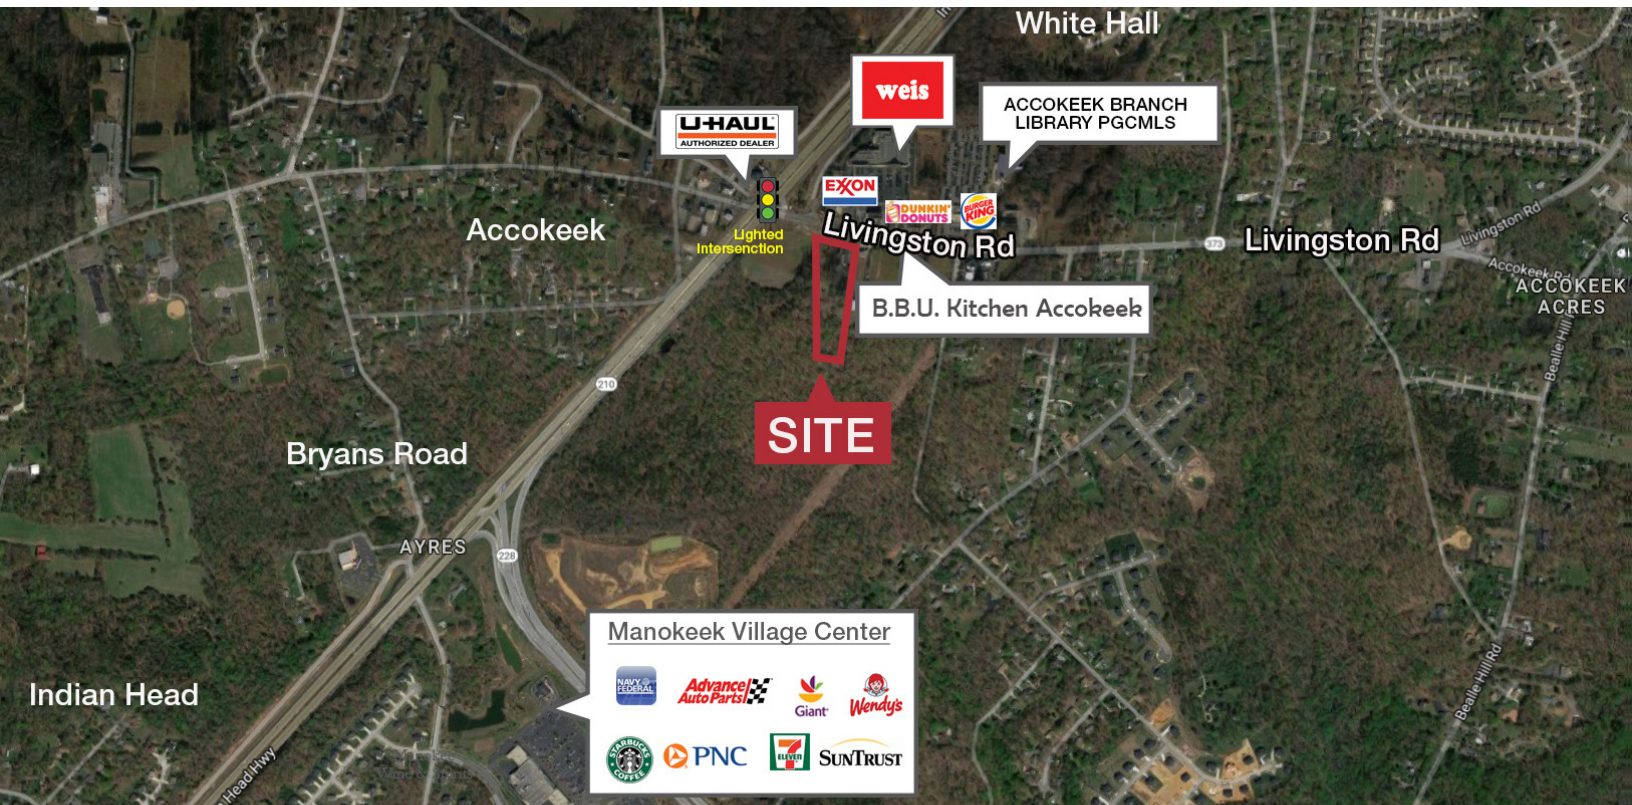 White Hall
weis
ACCOKEEK BRANCH
LIBRARY PGCMLS
U-HAUL
AUTHORIZED DEALER
EXXON
DUNKIN'
DONUTS
BURGER
KING
Lighted
Intersenction
Accokeek
Livingston Rd
373
Livingston Rd
Livingston Rd
Accokeek Rd
ACCOKEEK
ACRES
B.B.U. Kitchen Accokeek
Bealle Hill Rd
210
SITE
Bryans Road
AYRES
228
Manokeek Village Center
NAVY
FEDERAL
Advance
Auto Parts
Giant
Wendy's
STARBUCKS
COFFEE
PNC
7
ELEVEN
SUNTRUST
Indian Head
Bealle Hill Rd
Head Hwy